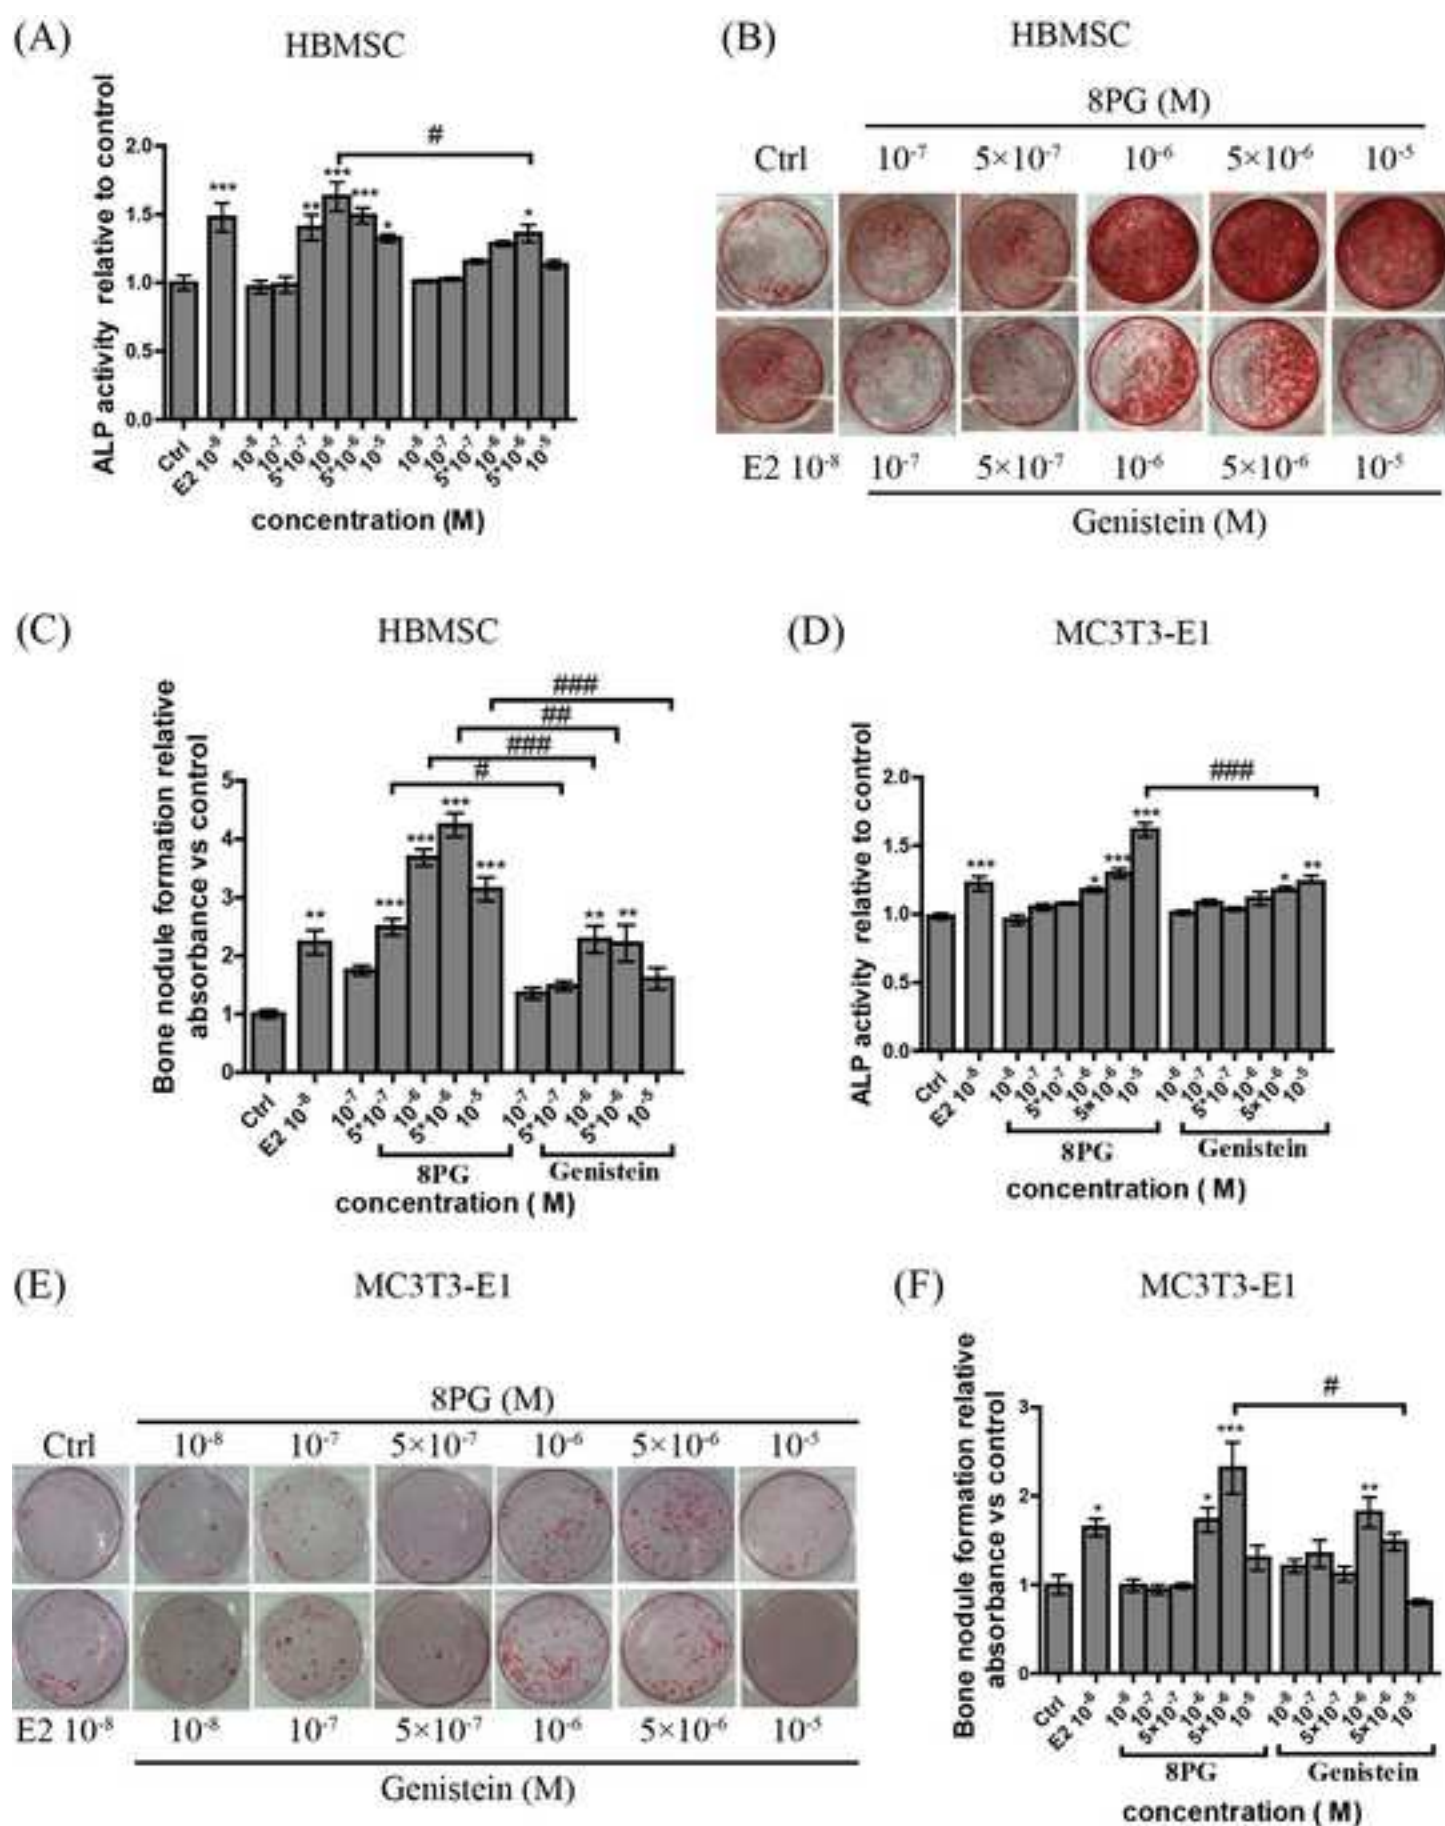 (A)
HBMSC
ALP activity relative to control
2.0
1.5
1.0
0.5
0.0
#
***
**
***
***
*
*
Ctrl
E2 10⁻⁸
10⁻⁸
10⁻⁷
5*10⁻⁷
10⁻⁶
5*10⁻⁶
10⁻⁵
10⁻⁸
10⁻⁷
5*10⁻⁷
10⁻⁶
5*10⁻⁶
10⁻⁵
concentration (M)
(B)
HBMSC
8PG (M)
Ctrl 10⁻⁷ 5×10⁻⁷ 10⁻⁶ 5×10⁻⁶ 10⁻⁵
E2 10⁻⁸ 10⁻⁷ 5×10⁻⁷ 10⁻⁶ 5×10⁻⁶ 10⁻⁵
Genistein (M)
(C)
HBMSC
Bone nodule formation relative
absorbance vs control
5
4
3
2
1
0
###
##
###
#
**
***
***
***
***
**
**
Ctrl
E2 10⁻⁸
10⁻⁷
5*10⁻⁷
10⁻⁶
5*10⁻⁶
10⁻⁵
10⁻⁷
5*10⁻⁷
10⁻⁶
5*10⁻⁶
10⁻⁵
8PG
Genistein
concentration ( M)
(D)
MC3T3-E1
ALP activity relative to control
2.0
1.5
1.0
0.5
0.0
###
***
*
***
***
*
**
Ctrl
E2 10⁻⁸
10⁻⁸
10⁻⁷
5*10⁻⁷
10⁻⁶
5×10⁻⁶
10⁻⁵
10⁻⁸
10⁻⁷
5*10⁻⁷
10⁻⁶
5×10⁻⁶
10⁻⁵
8PG
Genistein
concentration ( M)
(E)
MC3T3-E1
8PG (M)
Ctrl 10⁻⁸ 10⁻⁷ 5×10⁻⁷ 10⁻⁶ 5×10⁻⁶ 10⁻⁵
E2 10⁻⁸ 10⁻⁸ 10⁻⁷ 5×10⁻⁷ 10⁻⁶ 5×10⁻⁶ 10⁻⁵
Genistein (M)
(F)
MC3T3-E1
Bone nodule formation relative
absorbance vs control
3
2
1
0
#
*
*
***
**
Ctrl
E2 10⁻⁸
10⁻⁸
10⁻⁷
5×10⁻⁷
10⁻⁶
5×10⁻⁶
10⁻⁵
10⁻⁸
10⁻⁷
5×10⁻⁷
10⁻⁶
5×10⁻⁶
10⁻⁵
8PG
Genistein
concentration ( M)